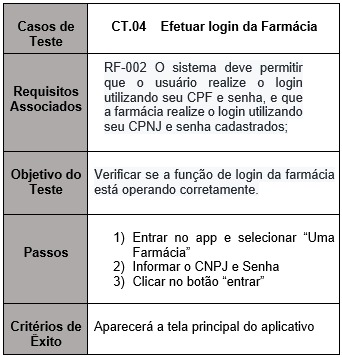 Casos de
Teste
CT.04 Efetuar login da Farmácia
Requisitos
Associados
RF-002 O sistema deve permitir
que o usuário realize o login
utilizando seu CPF e senha, e que
a farmácia realize o login utilizando
seu CPNJ e senha cadastrados;
Objetivo do
Teste
Verificar se a função de login da farmácia
está operando corretamente.
Passos
1) Entrar no app e selecionar “Uma
Farmácia”
2) Informar o CNPJ e Senha
3) Clicar no botão “entrar”
Critérios de
Êxito
Aparecerá a tela principal do aplicativo